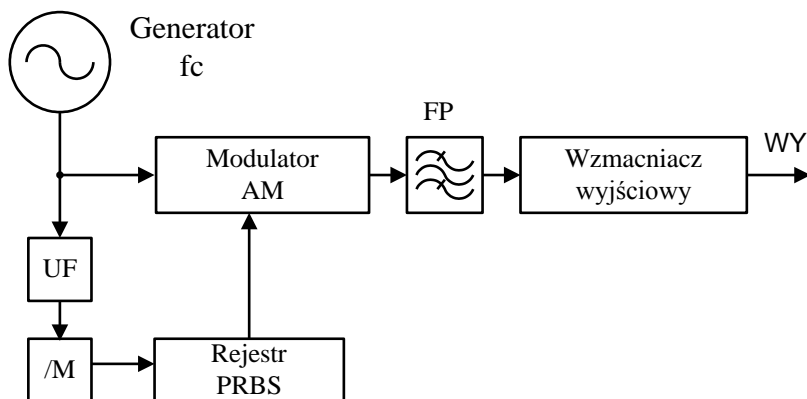 Generator
fc
FP
Modulator
AM
Wzmacniacz
wyjściowy
WY
UF
/M
Rejestr
PRBS